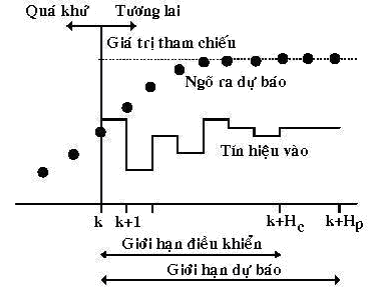 Quá khứ Tương lai
Giá trị tham chiếu
Ngõ ra dự báo
Tín hiệu vào
k k+1 k+Hc k+Hp
Giới hạn điều khiển
Giới hạn dự báo